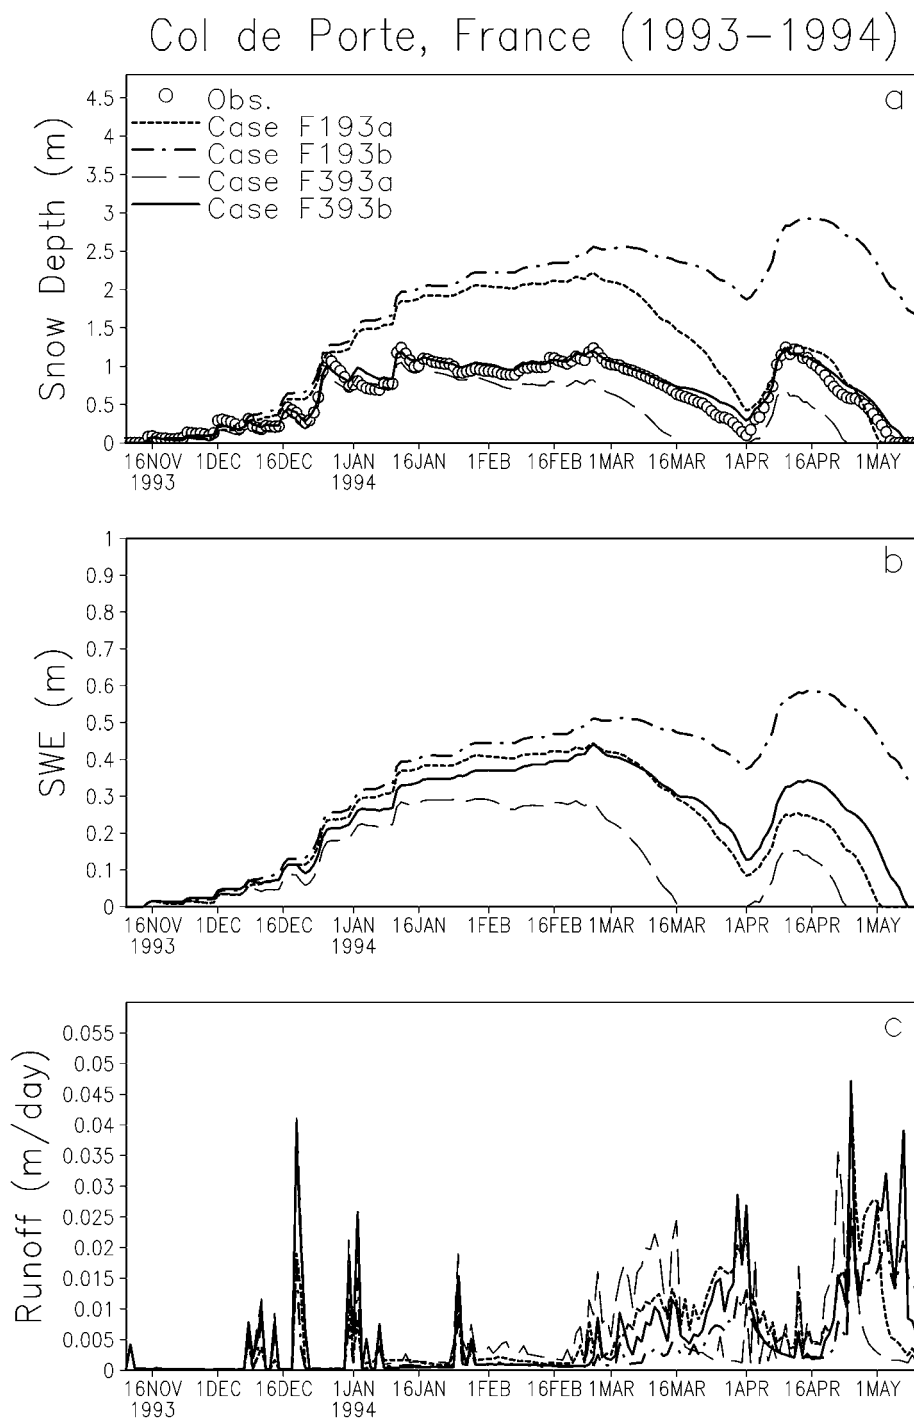 Col de Porte, France (1993–1994)
a
Obs.
Case F193a
Case F193b
Case F393a
Case F393b
Snow Depth (m)
4.5
4
3.5
3
2.5
2
1.5
1
0.5
0
16NOV 1DEC 16DEC 1JAN 16JAN 1FEB 16FEB 1MAR 16MAR 1APR 16APR 1MAY
1993 1994
b
SWE (m)
1
0.9
0.8
0.7
0.6
0.5
0.4
0.3
0.2
0.1
0
16NOV 1DEC 16DEC 1JAN 16JAN 1FEB 16FEB 1MAR 16MAR 1APR 16APR 1MAY
1993 1994
c
Runoff (m/day)
0.055
0.05
0.045
0.04
0.035
0.03
0.025
0.02
0.015
0.01
0.005
0
16NOV 1DEC 16DEC 1JAN 16JAN 1FEB 16FEB 1MAR 16MAR 1APR 16APR 1MAY
1993 1994